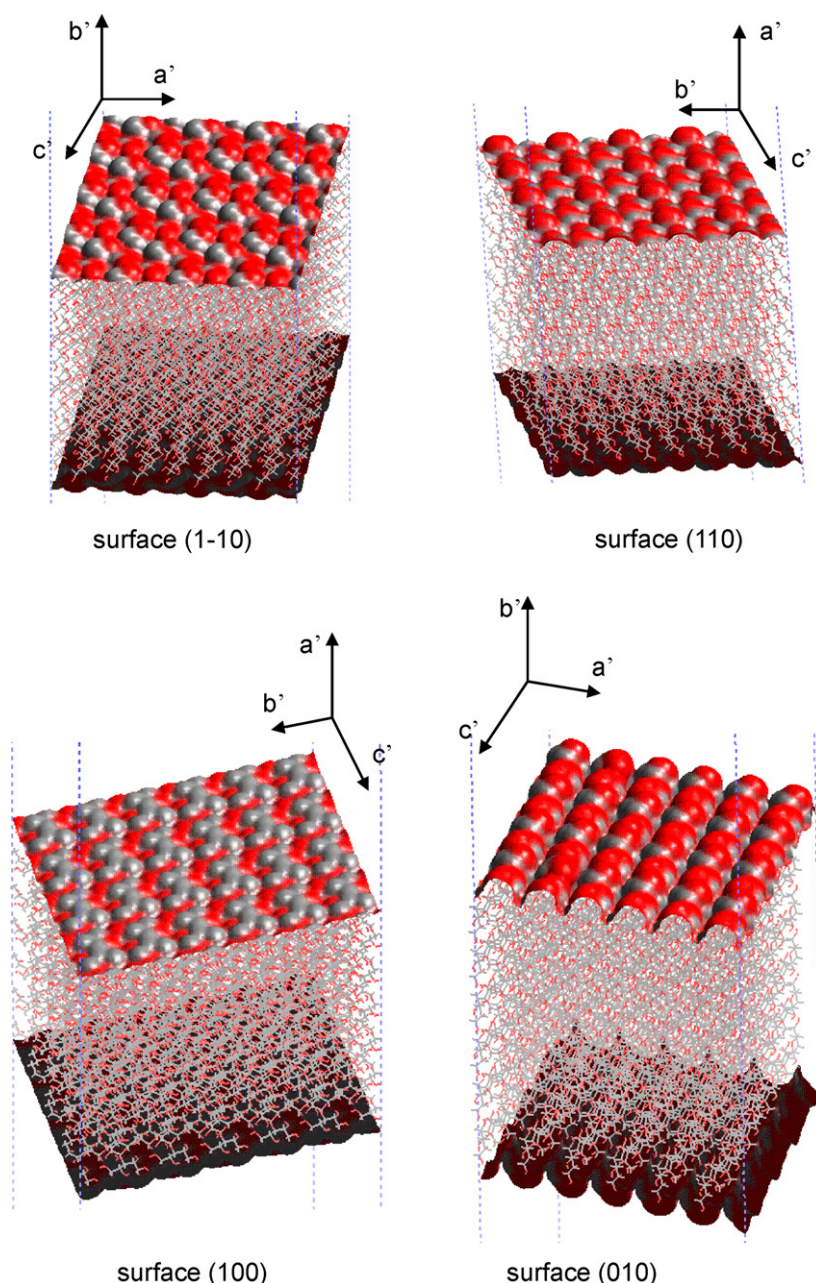 b’
a’
c’
a’
b’
c’
surface (1-10)
surface (110)
a’
b’
c’
b’
a’
c’
surface (100)
surface (010)